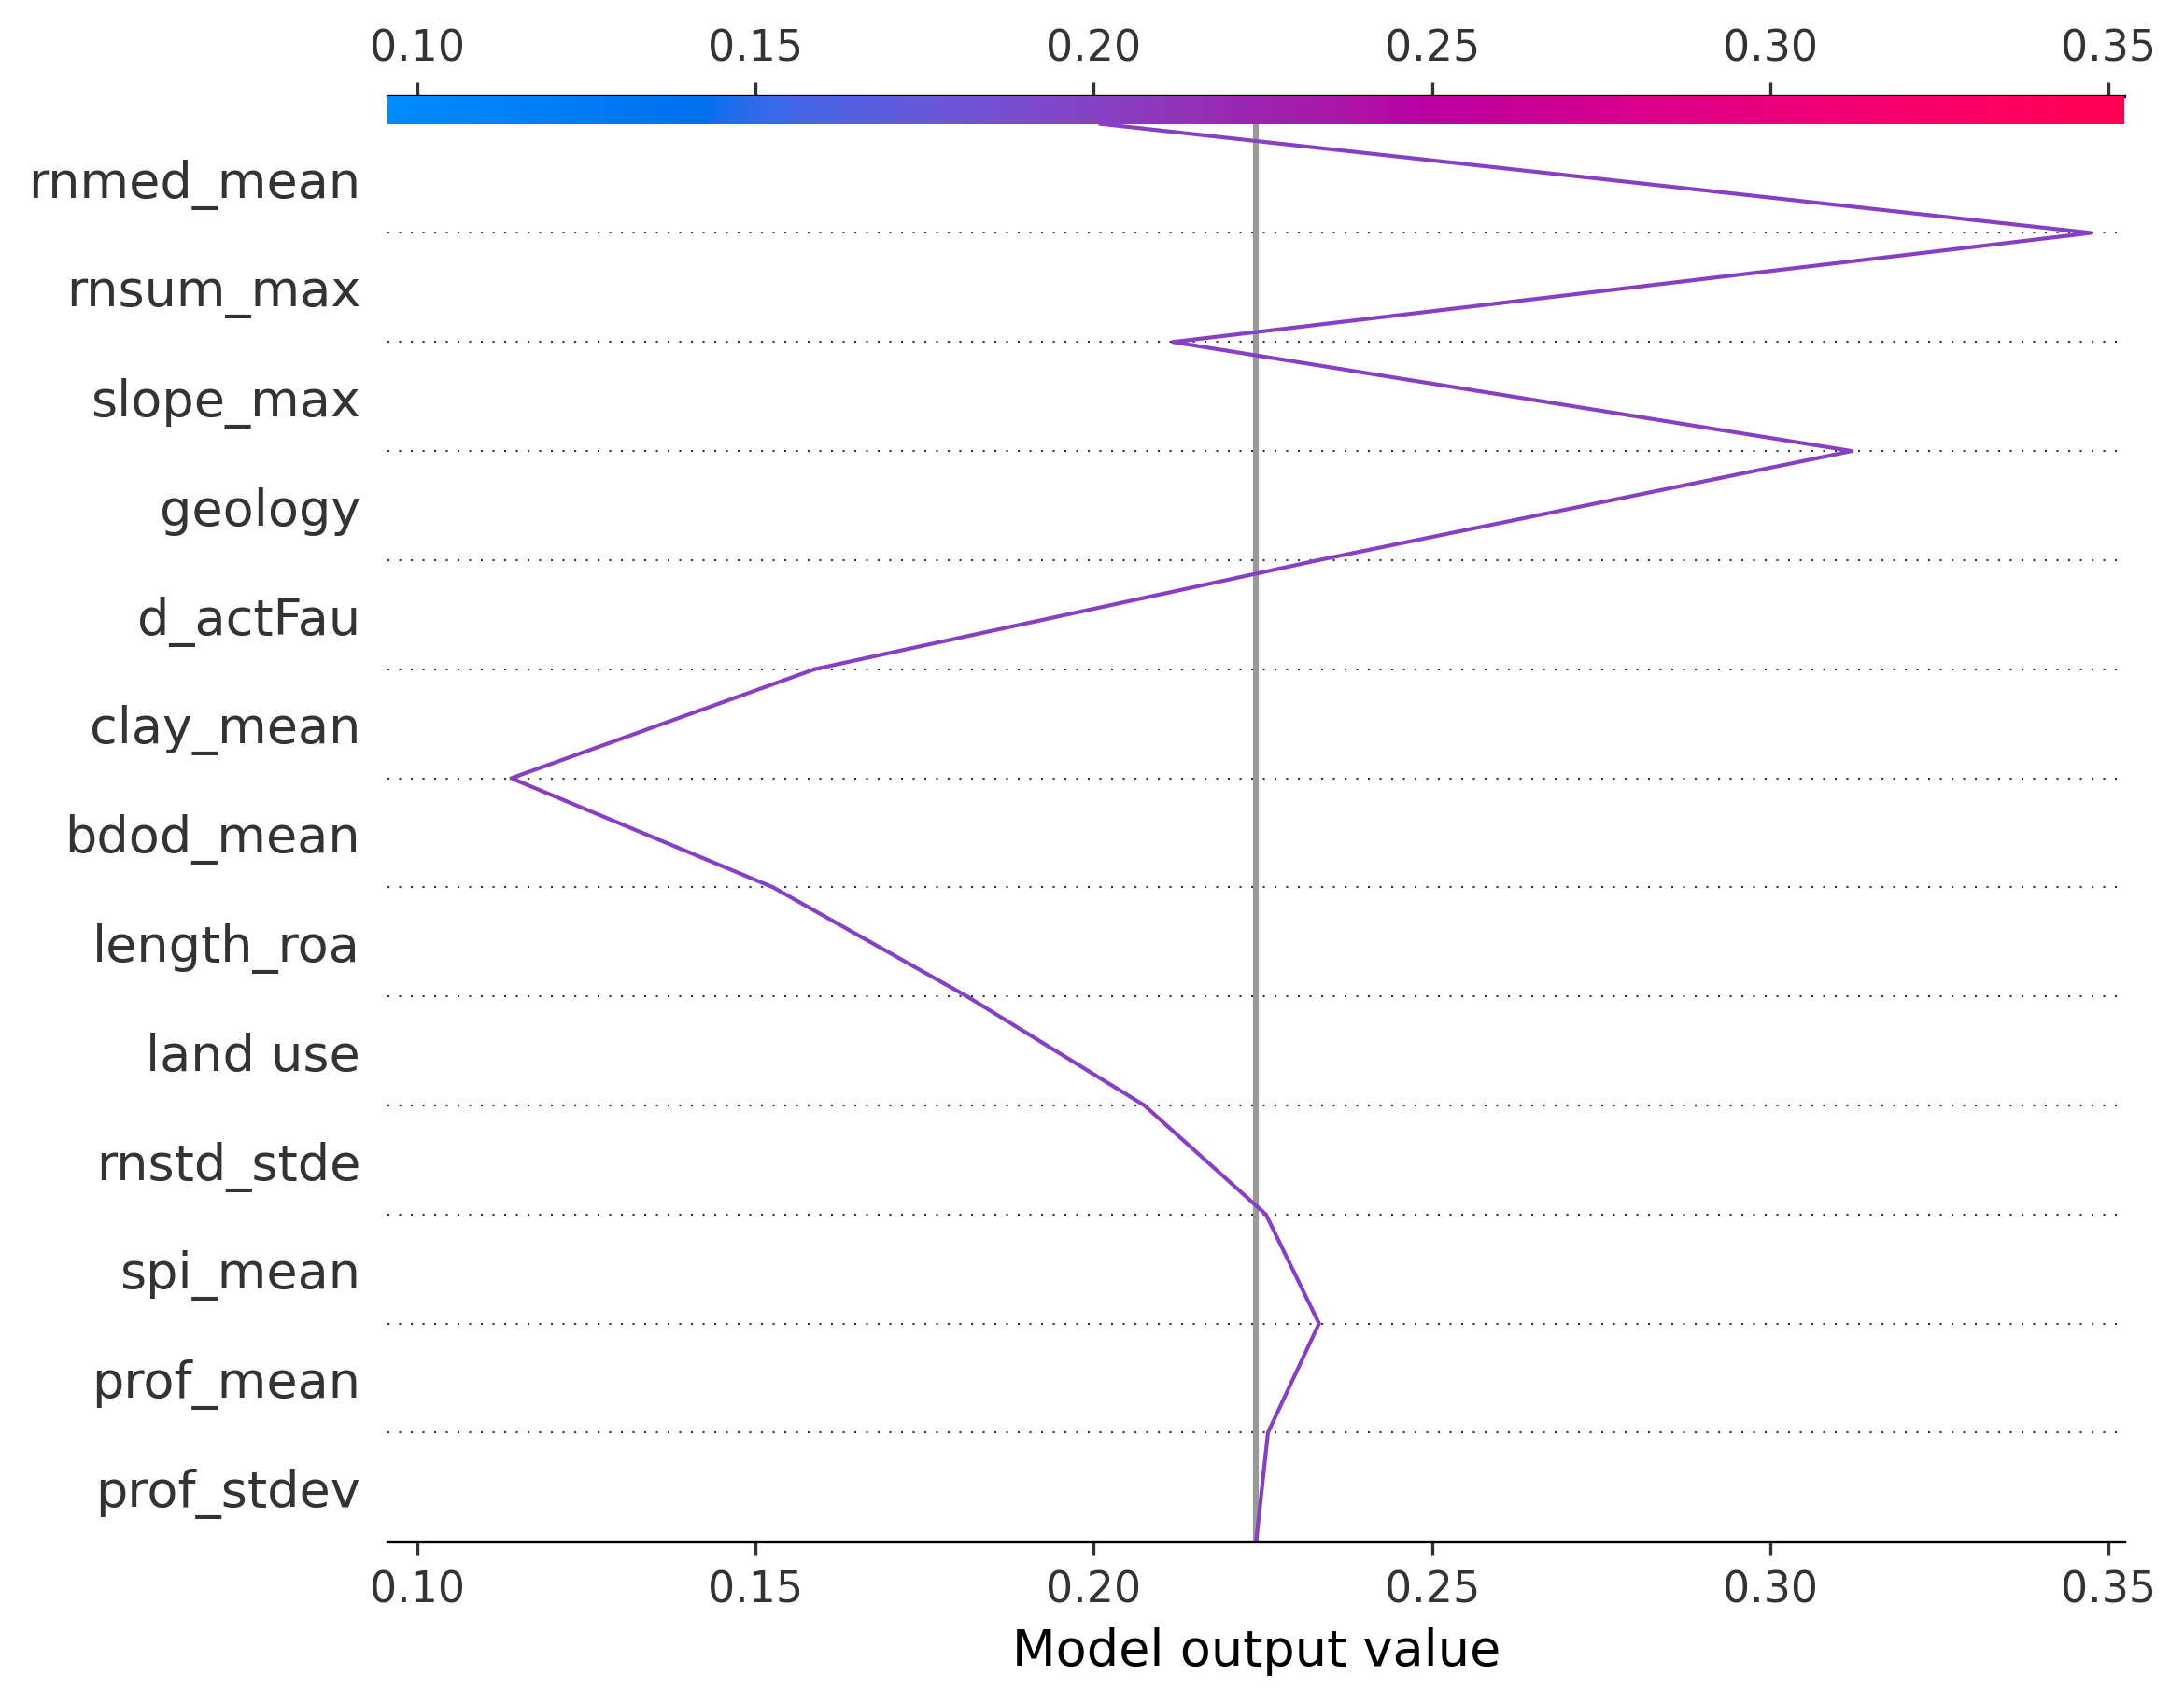 0.10 0.15 0.20 0.25 0.30 0.35
rnmed_mean
rnsum_max
slope_max
geology
d_actFau
clay_mean
bdod_mean
length_roa
land use
rnstd_stde
spi_mean
prof_mean
prof_stdev
0.10 0.15 0.20 0.25 0.30 0.35
Model output value